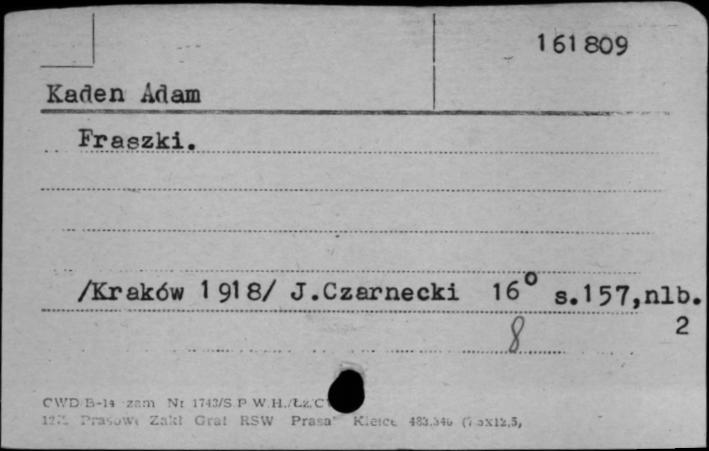 161809
Kaden Adam
Fraszki.
/Kraków 1918/ J.Czarnecki 16° s.157,nlb.
2
8
CWD B-14 zam Nr 1743/S P.W.H./Łz.C
Zakł Graf RSW Prasa" Kielce